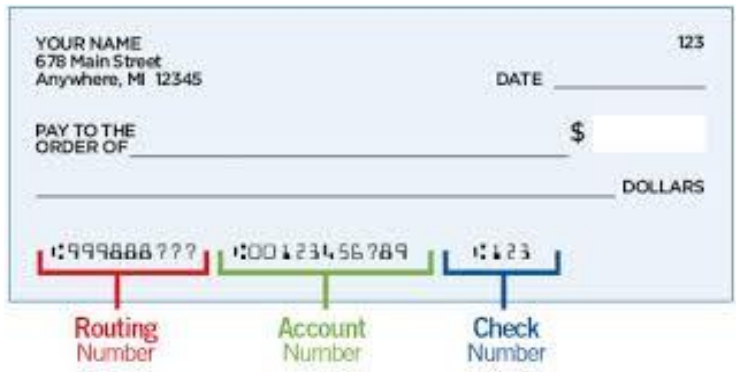 YOUR NAME 123
678 Main Street
Anywhere, MI 12345 DATE
PAY TO THE
ORDER OF $
DOLLARS
⑆999888777 ⑆00123456789 ⑆123
Routing Account Check
Number Number Number